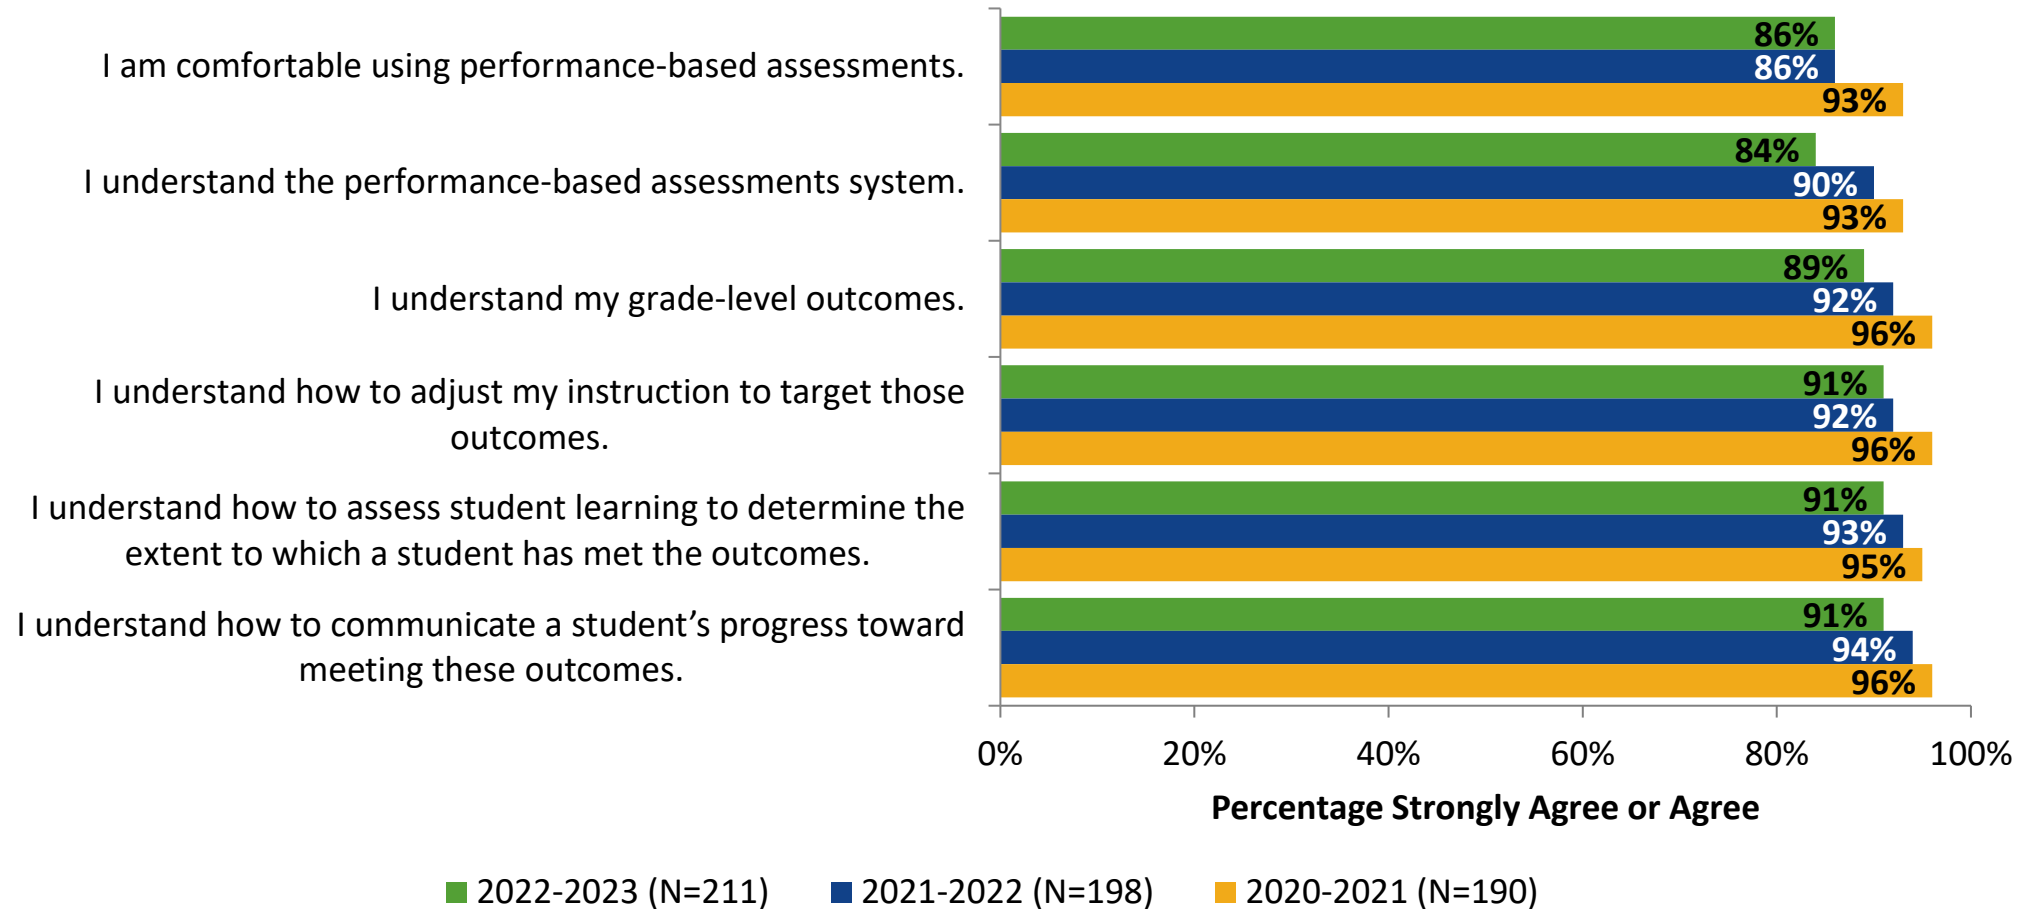 I am comfortable using performance-based assessments.
86%
86%
93%
I understand the performance-based assessments system.
84%
90%
93%
I understand my grade-level outcomes.
89%
92%
96%
I understand how to adjust my instruction to target those
outcomes.
91%
92%
96%
I understand how to assess student learning to determine the
extent to which a student has met the outcomes.
91%
93%
95%
I understand how to communicate a student’s progress toward
meeting these outcomes.
91%
94%
96%
0% 20% 40% 60% 80% 100%
Percentage Strongly Agree or Agree
2022-2023 (N=211) 2021-2022 (N=198) 2020-2021 (N=190)